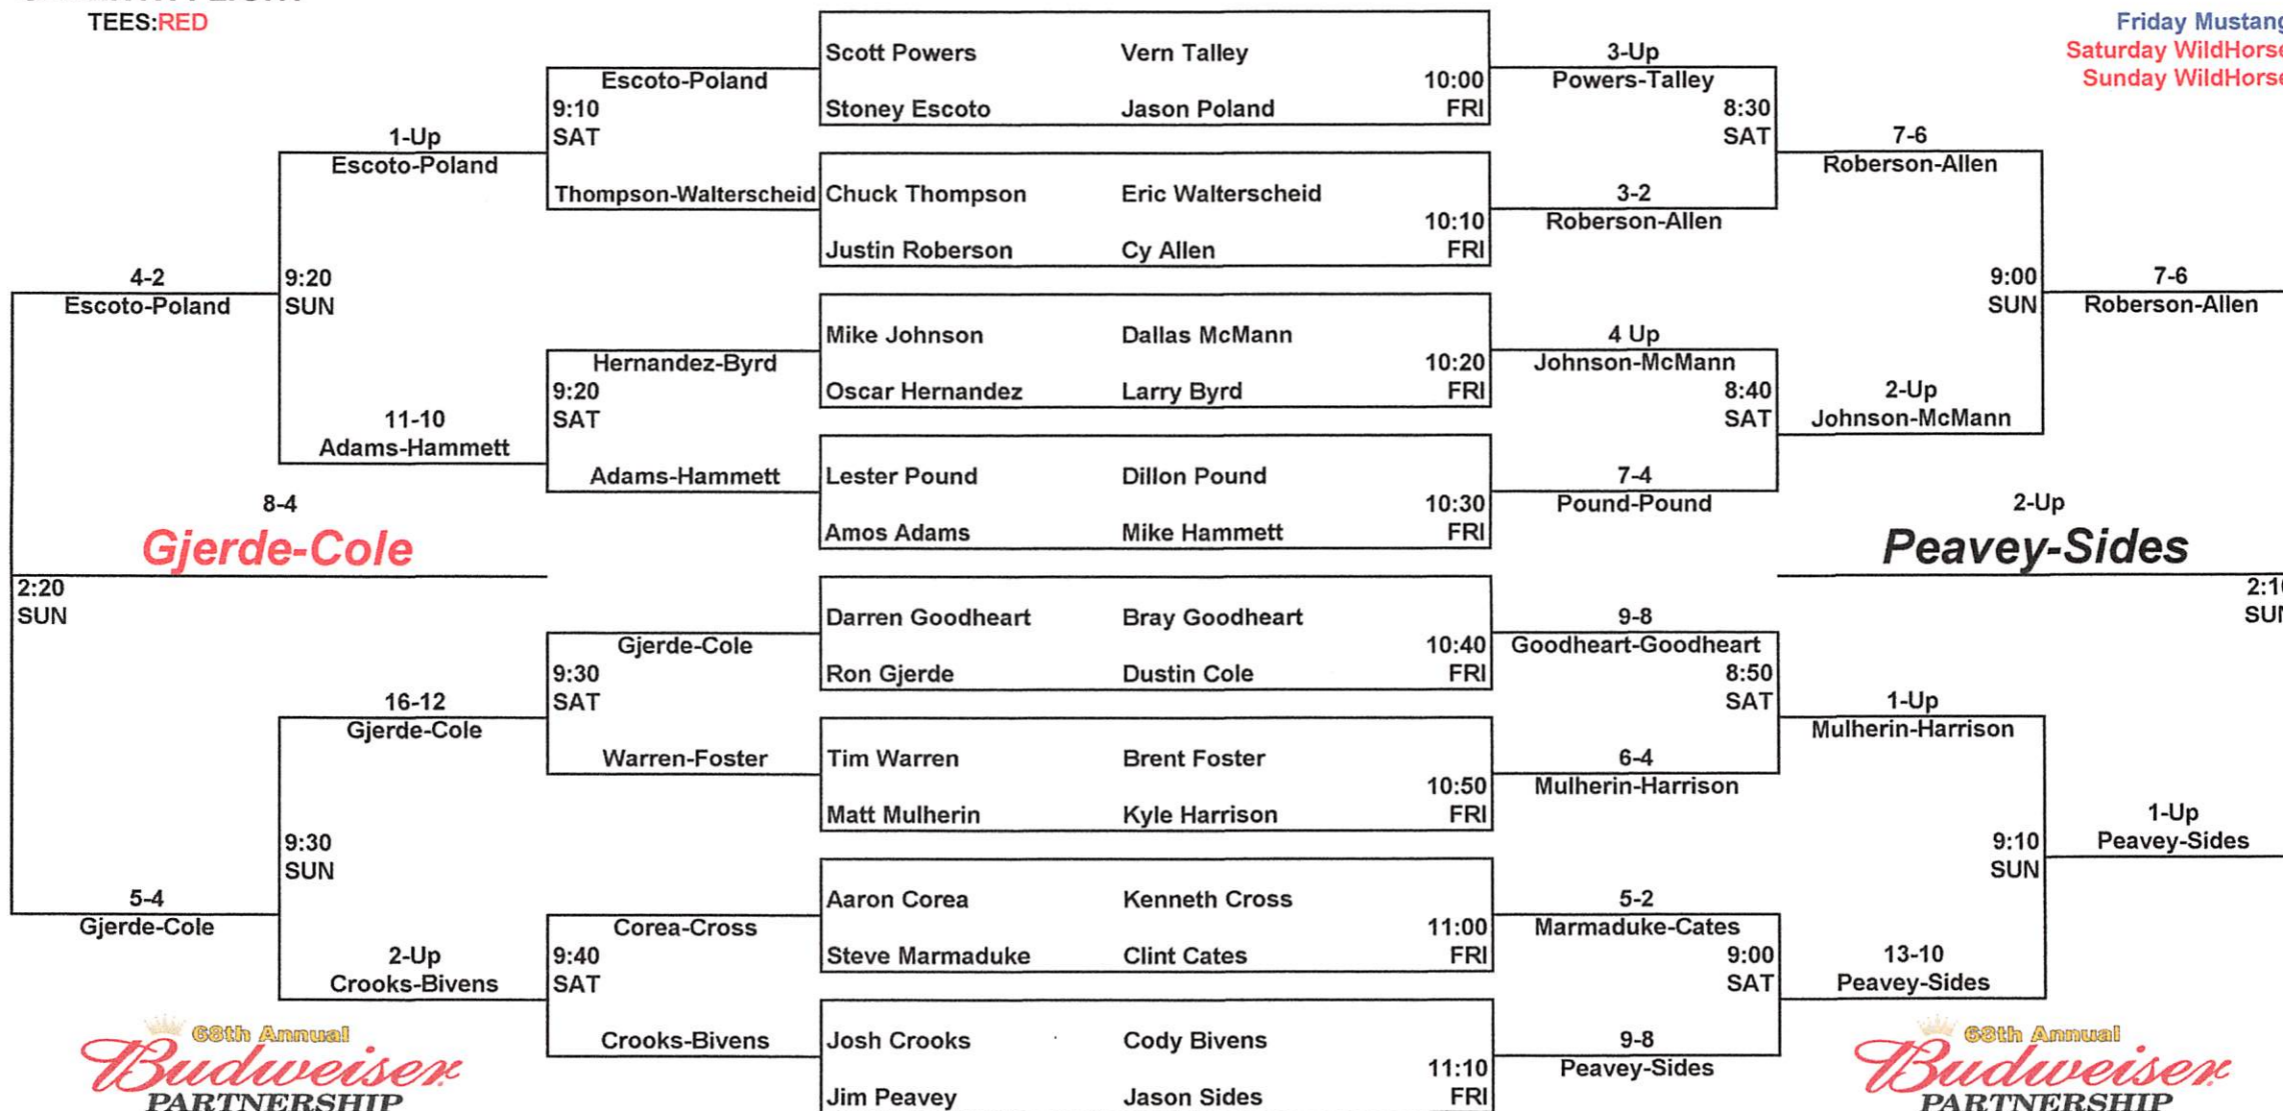 TEES:RED
Friday Mustang
Saturday WildHorse
Sunday WildHorse
Scott Powers Vern Talley
10:00
Stoney Escoto Jason Poland FRI
Chuck Thompson Eric Walterscheid
10:10
Justin Roberson Cy Allen FRI
Mike Johnson Dallas McMann
10:20
Oscar Hernandez Larry Byrd FRI
Lester Pound Dillon Pound
10:30
Amos Adams Mike Hammett FRI
Darren Goodheart Bray Goodheart
10:40
Ron Gjerde Dustin Cole FRI
Tim Warren Brent Foster
10:50
Matt Mulherin Kyle Harrison FRI
Aaron Corea Kenneth Cross
11:00
Steve Marmaduke Clint Cates FRI
Josh Crooks Cody Bivens
11:10
Jim Peavey Jason Sides FRI
Escoto-Poland
9:10
SAT
Thompson-Walterscheid
Hernandez-Byrd
9:20
SAT
Adams-Hammett
Gjerde-Cole
9:30
SAT
Warren-Foster
Corea-Cross
9:40
SAT
Crooks-Bivens
1-Up
Escoto-Poland
9:20
SUN
11-10
Adams-Hammett
16-12
Gjerde-Cole
9:30
SUN
2-Up
Crooks-Bivens
4-2
Escoto-Poland
8-4
Gjerde-Cole
2:20
SUN
5-4
Gjerde-Cole
3-Up
Powers-Talley
8:30
SAT
3-2
Roberson-Allen
4 Up
Johnson-McMann
8:40
SAT
7-4
Pound-Pound
9-8
Goodheart-Goodheart
8:50
SAT
6-4
Mulherin-Harrison
5-2
Marmaduke-Cates
9:00
SAT
9-8
Peavey-Sides
7-6
Roberson-Allen
9:00
SUN
2-Up
Johnson-McMann
1-Up
Mulherin-Harrison
9:10
SUN
13-10
Peavey-Sides
7-6
Roberson-Allen
2-Up
Peavey-Sides
2:10
SUN
1-Up
Peavey-Sides
68th Annual
Budweiser
PARTNERSHIP
68th Annual
Budweiser
PARTNERSHIP